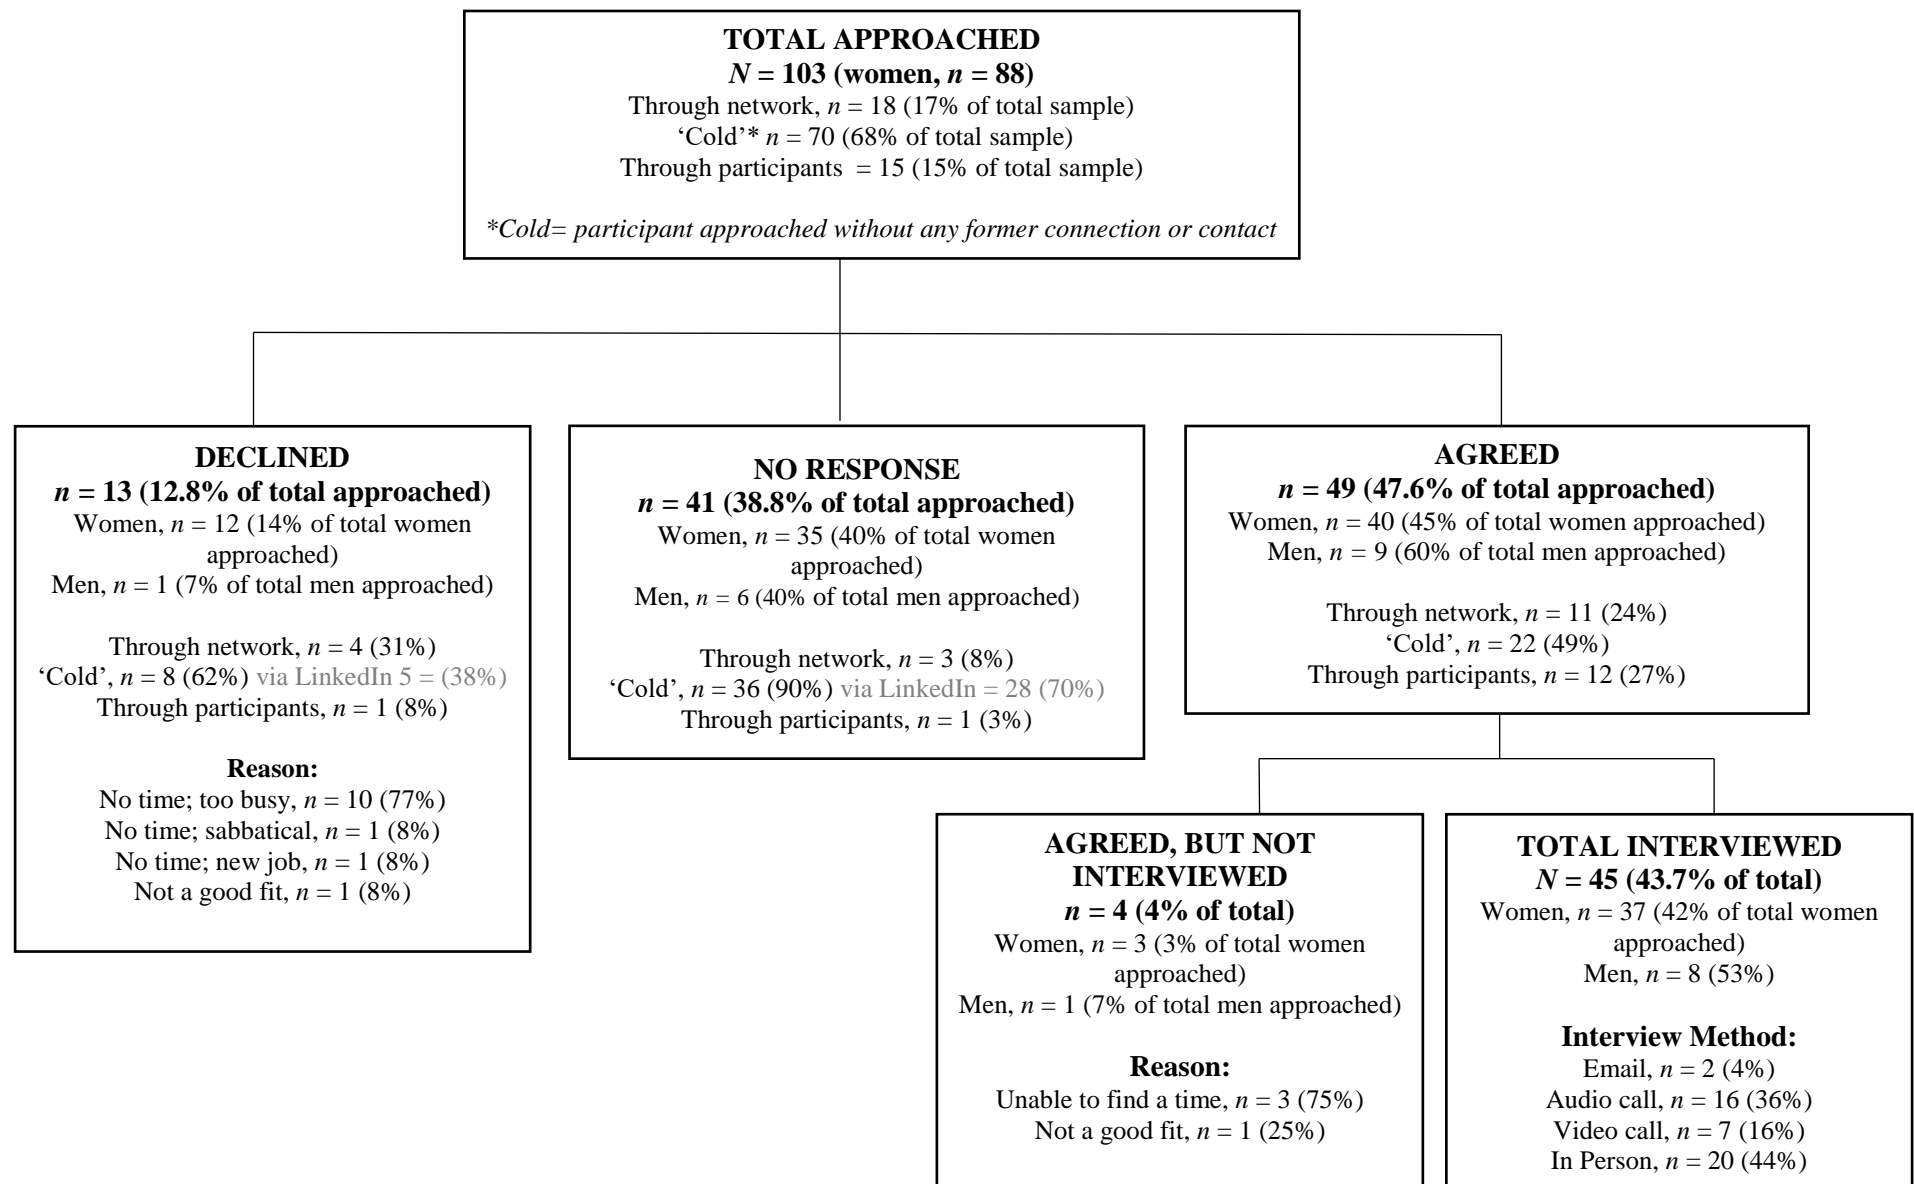 TOTAL APPROACHED
N = 103 (women, n = 88)
Through network, n = 18 (17% of total sample)
‘Cold’* n = 70 (68% of total sample)
Through participants = 15 (15% of total sample)
*Cold= participant approached without any former connection or contact
DECLINED
n = 13 (12.8% of total approached)
Women, n = 12 (14% of total women
approached)
Men, n = 1 (7% of total men approached)
Through network, n = 4 (31%)
‘Cold’, n = 8 (62%) via LinkedIn 5 = (38%)
Through participants, n = 1 (8%)
Reason:
No time; too busy, n = 10 (77%)
No time; sabbatical, n = 1 (8%)
No time; new job, n = 1 (8%)
Not a good fit, n = 1 (8%)
NO RESPONSE
n = 41 (38.8% of total approached)
Women, n = 35 (40% of total women
approached)
Men, n = 6 (40% of total men approached)
Through network, n = 3 (8%)
‘Cold’, n = 36 (90%) via LinkedIn = 28 (70%)
Through participants, n = 1 (3%)
AGREED
n = 49 (47.6% of total approached)
Women, n = 40 (45% of total women approached)
Men, n = 9 (60% of total men approached)
Through network, n = 11 (24%)
‘Cold’, n = 22 (49%)
Through participants, n = 12 (27%)
AGREED, BUT NOT
INTERVIEWED
n = 4 (4% of total)
Women, n = 3 (3% of total women
approached)
Men, n = 1 (7% of total men approached)
Reason:
Unable to find a time, n = 3 (75%)
Not a good fit, n = 1 (25%)
TOTAL INTERVIEWED
N = 45 (43.7% of total)
Women, n = 37 (42% of total women
approached)
Men, n = 8 (53%)
Interview Method:
Email, n = 2 (4%)
Audio call, n = 16 (36%)
Video call, n = 7 (16%)
In Person, n = 20 (44%)